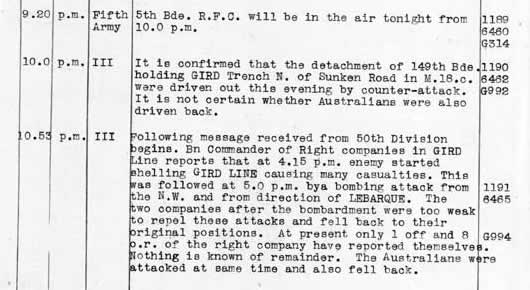 9.20 p.m. Fifth 5th Bde. R.F.C. will be in the air tonight from 1189
Army 10.0 p.m. 6460
G314
10.0 p.m. III It is confirmed that the detachment of 149th Bde. 1190
holding GIRD Trench N. of Sunken Road in M.18.c. 6462
were driven out this evening by counter-attack. G992
It is not certain whether Australians were also
driven back.
10.53 p.m. III Following message received from 50th Division
begins. Bn Commander of Right companies in GIRD
Line reports that at 4.15 p.m. enemy started
shelling GIRD LINE causing many casualties. This
was followed at 5.0 p.m. bya bombing attack from 1191
the N.W. and from direction of LEBARQUE. The 6465
two companies after the bombardment were too weak
to repel these attacks and fell back to their
original positions. At present only 1 off and 8 G994
o.r. of the right company have reported themselves.
Nothing is known of remainder. The Australians were
attacked at same time and also fell back.